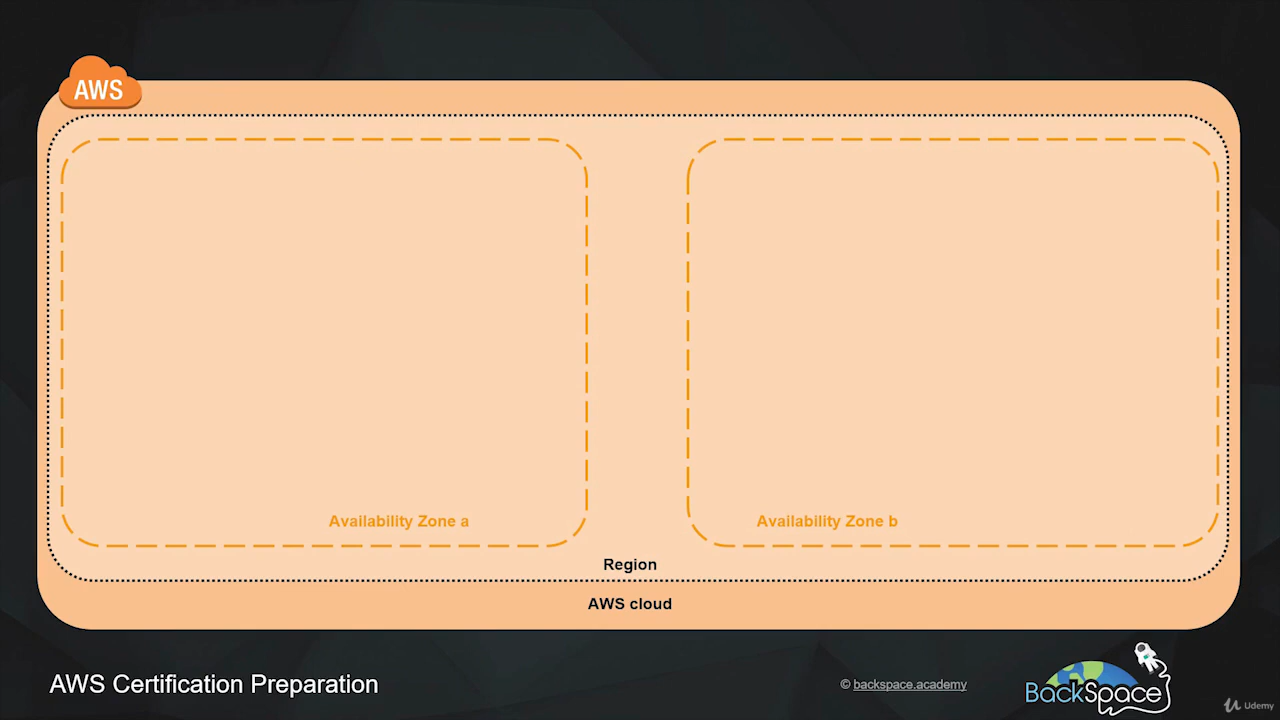 AWS
Availability Zone a
Availability Zone b
Region
AWS cloud
AWS Certification Preparation
© backspace.academy
BackSpace
Udemy